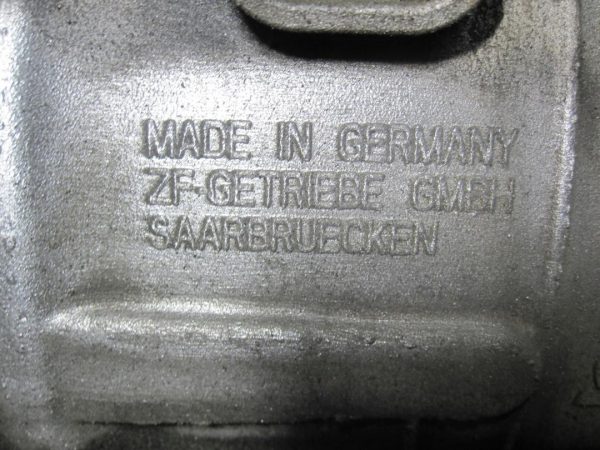 MADE IN GERMANY
ZF-GETRIEBE GMBH
SAARBRUECKEN